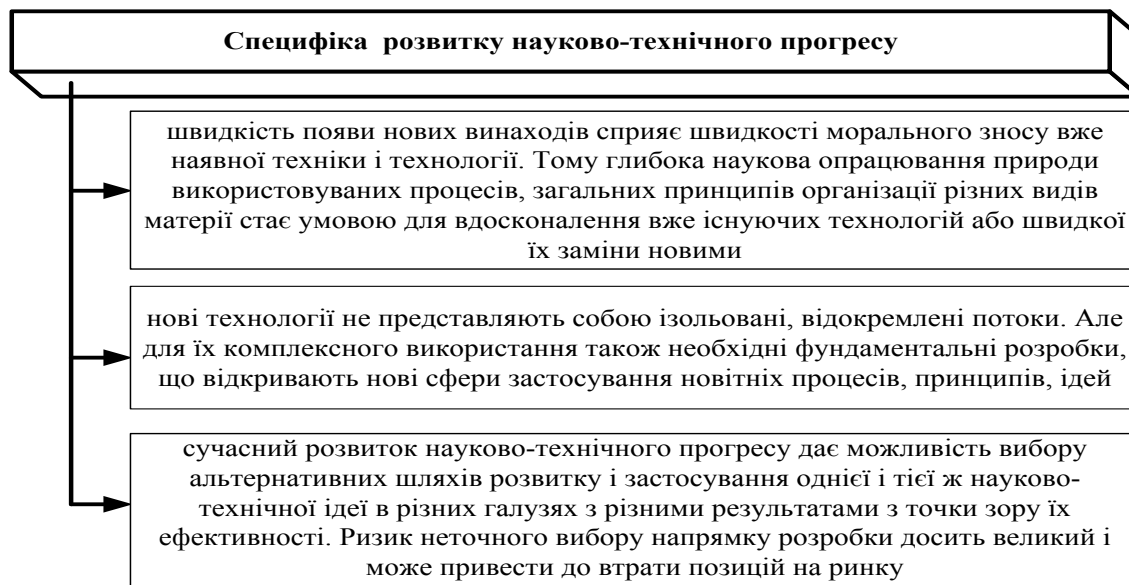 Специфіка розвитку науково-технічного прогресу
швидкість появи нових винаходів сприяє швидкості морального зносу вже
наявної техніки і технології. Тому глибока наукова опрацювання природи
використовуваних процесів, загальних принципів організації різних видів
матерії стає умовою для вдосконалення вже існуючих технологій або швидкої
їх заміни новими
нові технології не представляють собою ізольовані, відокремлені потоки. Але
для їх комплексного використання також необхідні фундаментальні розробки,
що відкривають нові сфери застосування новітніх процесів, принципів, ідей
сучасний розвиток науково-технічного прогресу дає можливість вибору
альтернативних шляхів розвитку і застосування однієї і тієї ж науково-
технічної ідеї в різних галузях з різними результатами з точки зору їх
ефективності. Ризик неточного вибору напрямку розробки досить великий і
може привести до втрати позицій на ринку